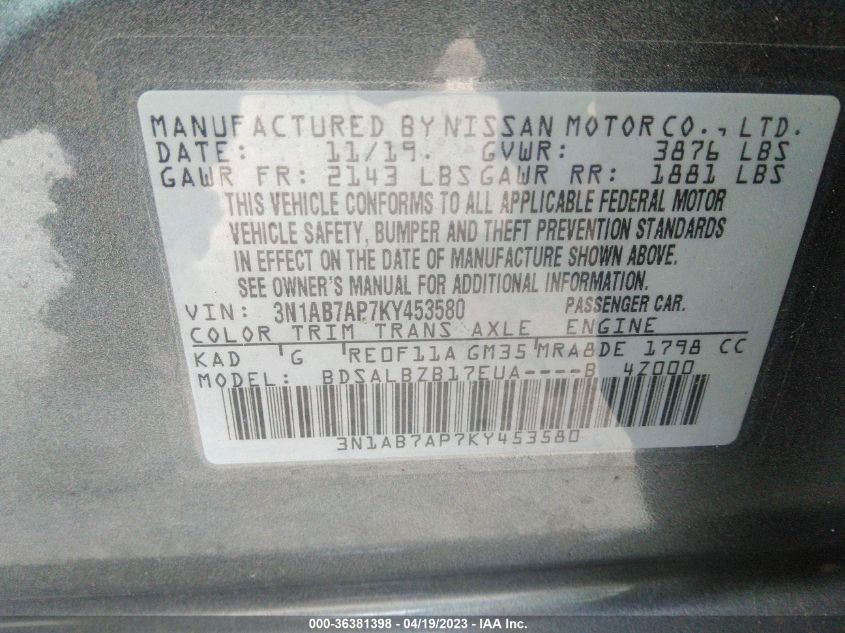 MANUFACTURED BY NISSAN MOTOR CO., LTD.
DATE: 11/19. GVWR: 3876 LBS
GAWR FR: 2143 LBS GAWR RR: 1881 LBS
THIS VEHICLE CONFORMS TO ALL APPLICABLE FEDERAL MOTOR
VEHICLE SAFETY, BUMPER AND THEFT PREVENTION STANDARDS
IN EFFECT ON THE DATE OF MANUFACTURE SHOWN ABOVE.
SEE OWNER'S MANUAL FOR ADDITIONAL INFORMATION.
VIN: 3N1AB7AP7KY453580 PASSENGER CAR.
COLOR TRIM TRANS AXLE ENGINE
KAD G RE0F11A GM35 MRA8DE 1798 CC
MODEL: BDSALBZB17EUA----B 4Z000
3N1AB7AP7KY453580
000-36381398 - 04/19/2023 - IAA Inc.